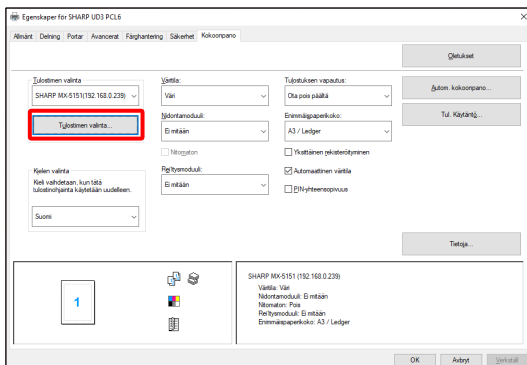 Egenskaper för SHARP UD3 PCL6
Allmänt Delning Portar Avancerat Färghantering Säkerhet Kokoonpano
Oletukset
Tulostimen valinta
SHARP MX-5151(192.168.0.239)
Tulostimen valinta...
Kielen valinta
Kieli vaihdetaan, kun tätä
tulostinohjainta käytetään uudelleen.
Suomi
Väritila:
Väri
Nidontamoduuli:
Ei mitään
Nitomaton
Reijitysmoduuli:
Ei mitään
Tulostuksen vapautus:
Ota pois päältä
Enimmäispaperikoko:
A3 / Ledger
Yksittäinen rekisteröityminen
Automaattinen väritila
PIN-yhteensopivuus
Autom. kokoonpano...
Tul. Käytäntö...
Tietoja...
1
SHARP MX-5151 (192.168.0.239)
Väritila: Väri
Nidontamoduuli: Ei mitään
Nitomaton: Pois
Reijitysmoduuli: Ei mitään
Enimmäispaperikoko: A3 / Ledger
OK Avbryt Verkställ